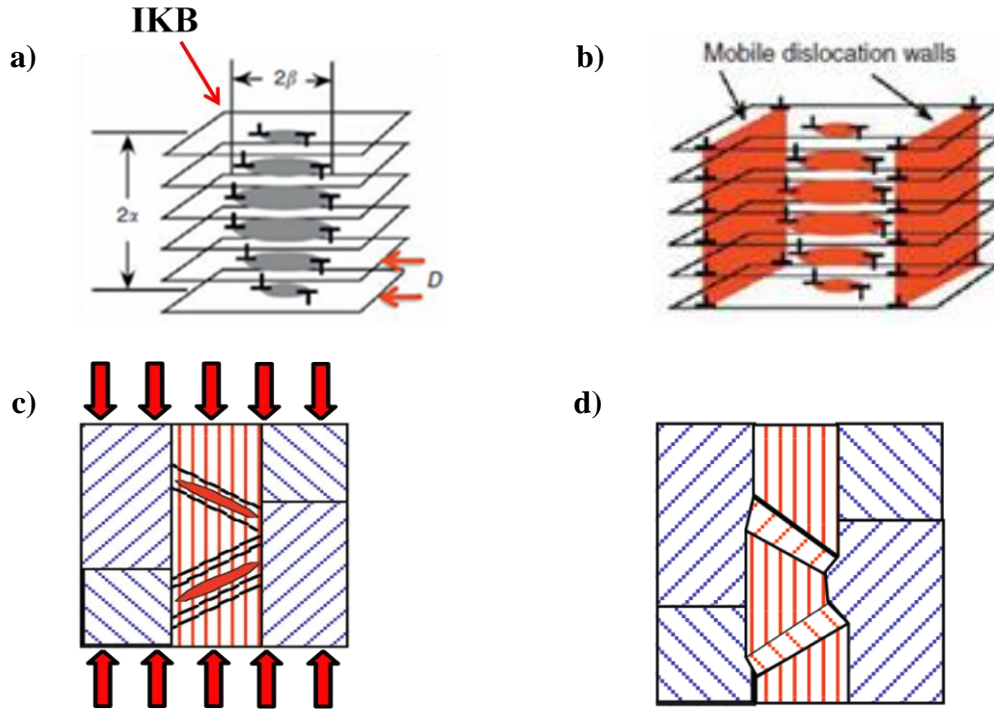 IKB
a)
2β
2α
D
b)
Mobile dislocation walls
c)
d)